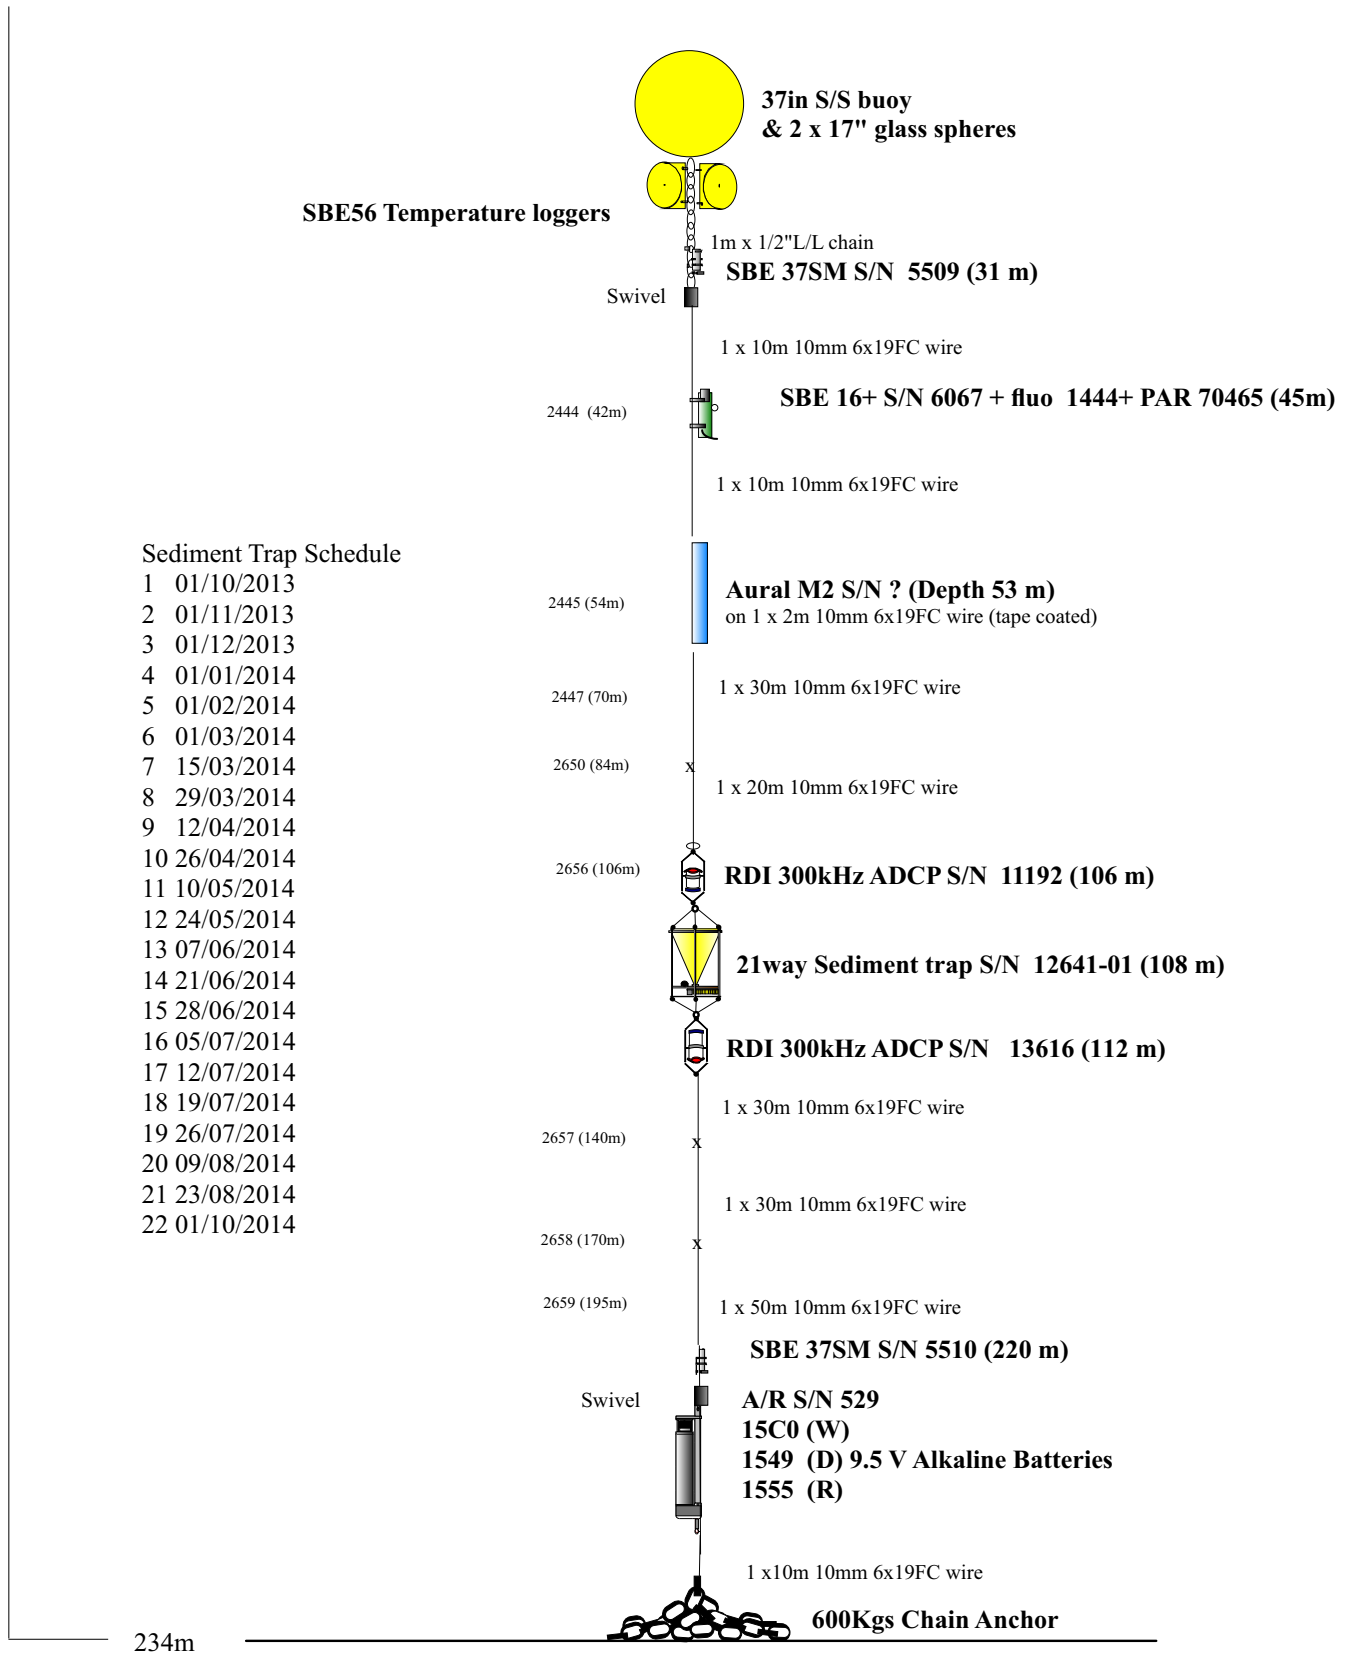 37in S/S buoy
& 2 x 17" glass spheres
SBE56 Temperature loggers
1m x 1/2"L/L chain
SBE 37SM S/N 5509 (31 m)
Swivel
1 x 10m 10mm 6x19FC wire
SBE 16+ S/N 6067 + fluo 1444+ PAR 70465 (45m)
2444 (42m)
1 x 10m 10mm 6x19FC wire
Sediment Trap Schedule
1 01/10/2013
2 01/11/2013
3 01/12/2013
4 01/01/2014
5 01/02/2014
6 01/03/2014
7 15/03/2014
8 29/03/2014
9 12/04/2014
10 26/04/2014
11 10/05/2014
12 24/05/2014
13 07/06/2014
14 21/06/2014
15 28/06/2014
16 05/07/2014
17 12/07/2014
18 19/07/2014
19 26/07/2014
20 09/08/2014
21 23/08/2014
22 01/10/2014
Aural M2 S/N ? (Depth 53 m)
2445 (54m)
on 1 x 2m 10mm 6x19FC wire (tape coated)
1 x 30m 10mm 6x19FC wire
2447 (70m)
2650 (84m)
x
1 x 20m 10mm 6x19FC wire
2656 (106m)
RDI 300kHz ADCP S/N 11192 (106 m)
21way Sediment trap S/N 12641-01 (108 m)
RDI 300kHz ADCP S/N 13616 (112 m)
1 x 30m 10mm 6x19FC wire
2657 (140m)
x
1 x 30m 10mm 6x19FC wire
2658 (170m)
x
2659 (195m)
1 x 50m 10mm 6x19FC wire
SBE 37SM S/N 5510 (220 m)
Swivel
A/R S/N 529
15C0 (W)
1549 (D) 9.5 V Alkaline Batteries
1555 (R)
1 x10m 10mm 6x19FC wire
600Kgs Chain Anchor
234m